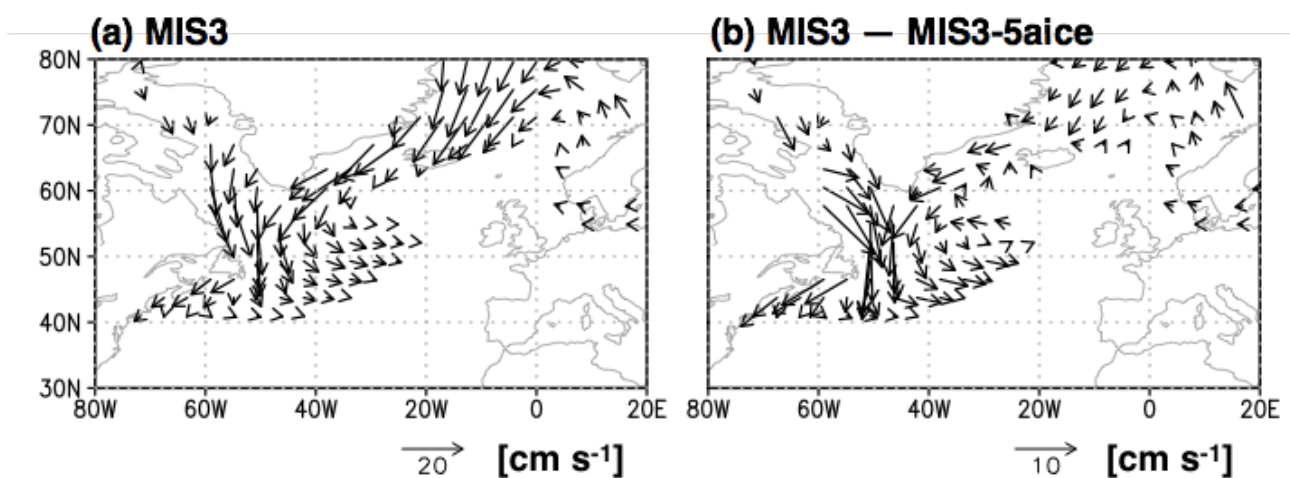 (a) MIS3
(b) MIS3 — MIS3-5aice
80N
70N
60N
50N
40N
30N
80W 60W 40W 20W 0 20E
80W 60W 40W 20W 0 20E
20 [cm s-1]
10 [cm s-1]